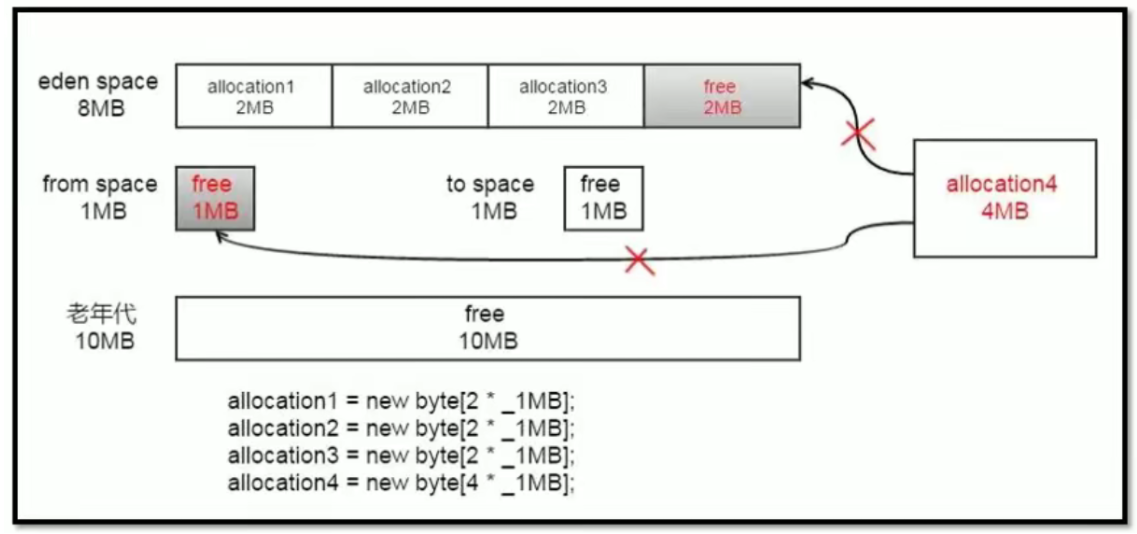 eden space
8MB
allocation1
2MB
allocation2
2MB
allocation3
2MB
free
2MB
from space
1MB
free
1MB
to space
1MB
free
1MB
allocation4
4MB
老年代
10MB
free
10MB
allocation1 = new byte[2 * _1MB];
allocation2 = new byte[2 * _1MB];
allocation3 = new byte[2 * _1MB];
allocation4 = new byte[4 * _1MB];